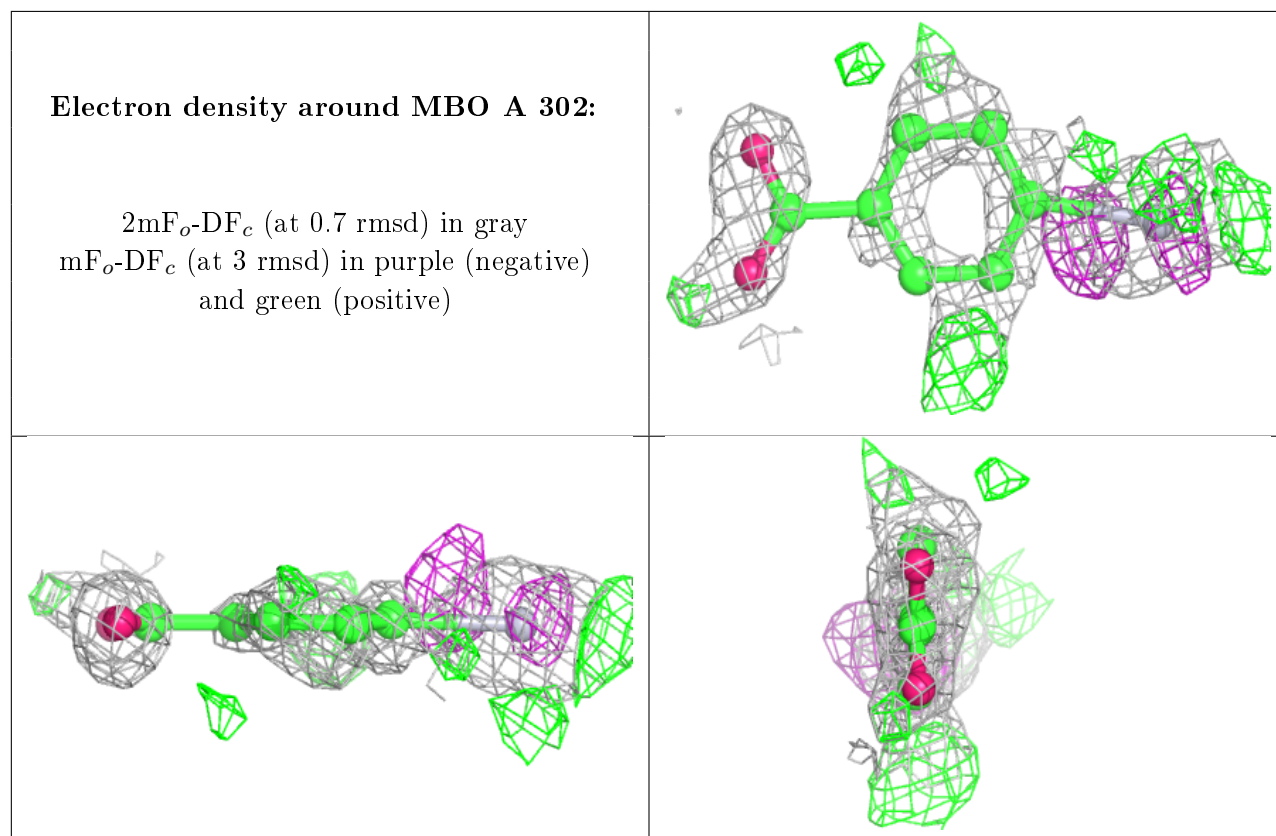 Electron density around MBO A 302:
2mFₒ-DF𝒸 (at 0.7 rmsd) in gray
mFₒ-DF𝒸 (at 3 rmsd) in purple (negative)
and green (positive)